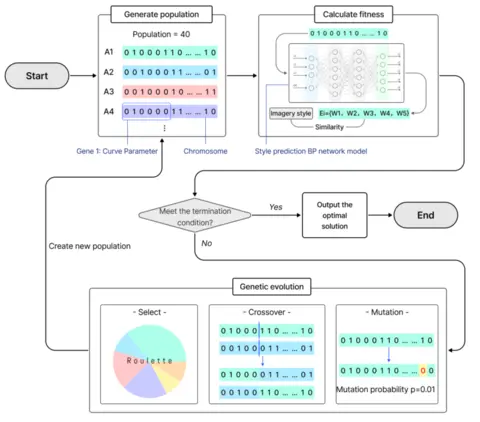 Generate population
Population = 40
A1 0 1 0 0 0 1 1 0 ... ... 1 0
A2 0 1 0 0 0 0 1 1 ... ... 0 1
A3 0 0 1 0 0 0 1 0 ... ... 1 1
A4 0 1 0 0 0 0 1 1 ... ... 1 0
Gene 1: Curve Parameter
Chromosome
Start
Calculate fitness
0 1 0 0 0 1 1 0 ... ... 1 0
Imagery style
Ei=(W1, W2, W3, W4, W5)
Similarity
Style prediction BP network model
Meet the termination
condition?
Yes
No
Output the
optimal
solution
End
Create new population
Genetic evolution
- Select -
Roulette
- Crossover -
0 1 0 0 0 1 1 0 ... ... 1 0
0 0 1 0 0 0 1 1 ... ... 0 1
0 1 0 0 0 0 1 1 ... ... 0 1
0 0 1 0 0 1 1 0 ... ... 1 0
- Mutation -
0 1 0 0 0 1 1 0 ... ... 1 0
0 1 0 0 0 1 1 0 ... ... 0 0
Mutation probability p=0.01